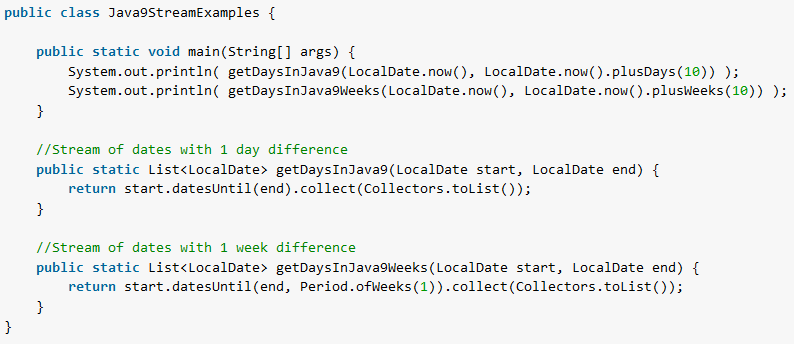 public class Java9StreamExamples {
public static void main(String[] args) {
System.out.println( getDaysInJava9(LocalDate.now(), LocalDate.now().plusDays(10)) );
System.out.println( getDaysInJava9Weeks(LocalDate.now(), LocalDate.now().plusWeeks(10)) );
}
//Stream of dates with 1 day difference
public static List<LocalDate> getDaysInJava9(LocalDate start, LocalDate end) {
return start.datesUntil(end).collect(Collectors.toList());
}
//Stream of dates with 1 week difference
public static List<LocalDate> getDaysInJava9Weeks(LocalDate start, LocalDate end) {
return start.datesUntil(end, Period.ofWeeks(1)).collect(Collectors.toList());
}
}